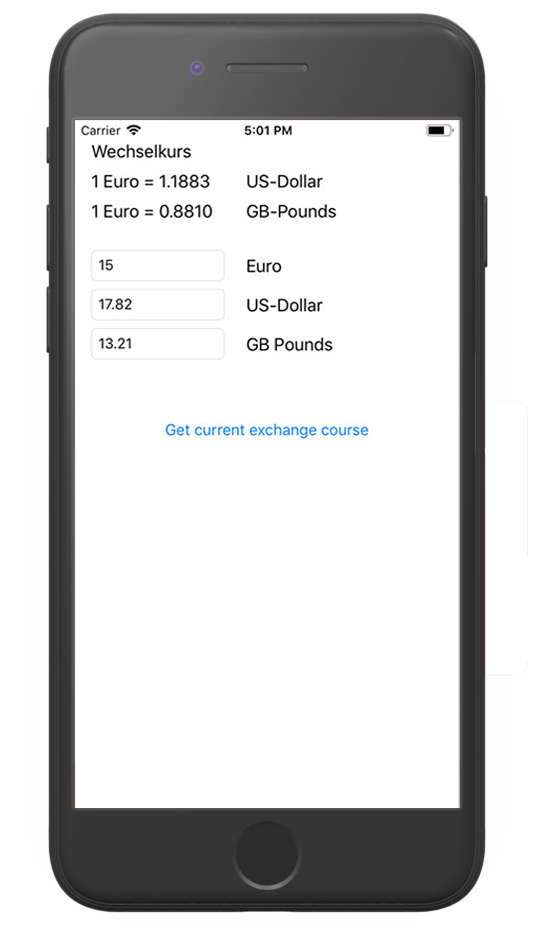 Carrier 5:01 PM
Wechselkurs
1 Euro = 1.1883 US-Dollar
1 Euro = 0.8810 GB-Pounds
15 Euro
17.82 US-Dollar
13.21 GB Pounds
Get current exchange course